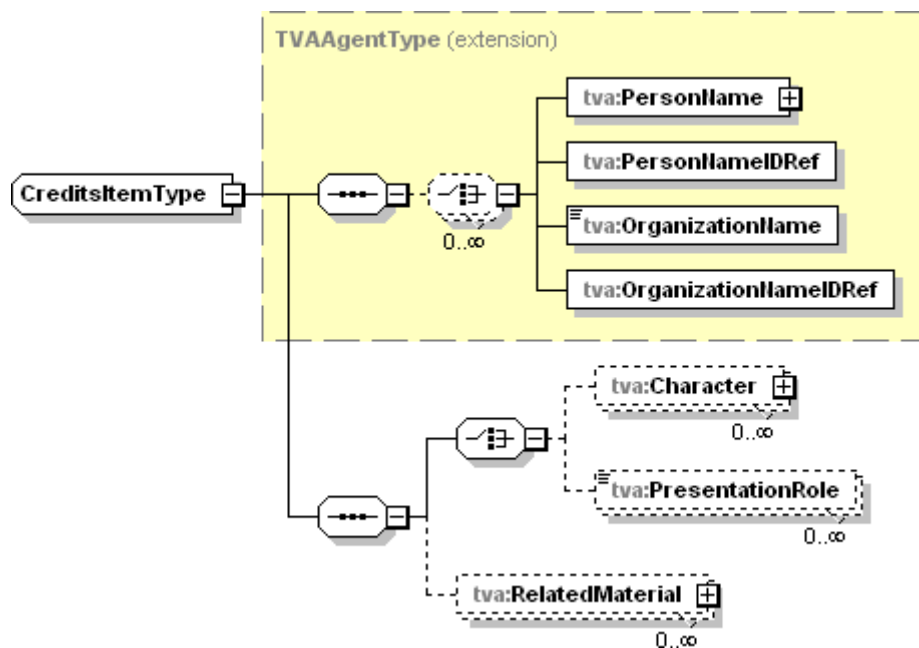 TVAAgentType (extension)
tva:PersonName
tva:PersonNameIDRef
CreditsItemType
0..∞
tva:OrganizationName
tva:OrganizationNameIDRef
tva:Character
0..∞
tva:PresentationRole
0..∞
tva:RelatedMaterial
0..∞